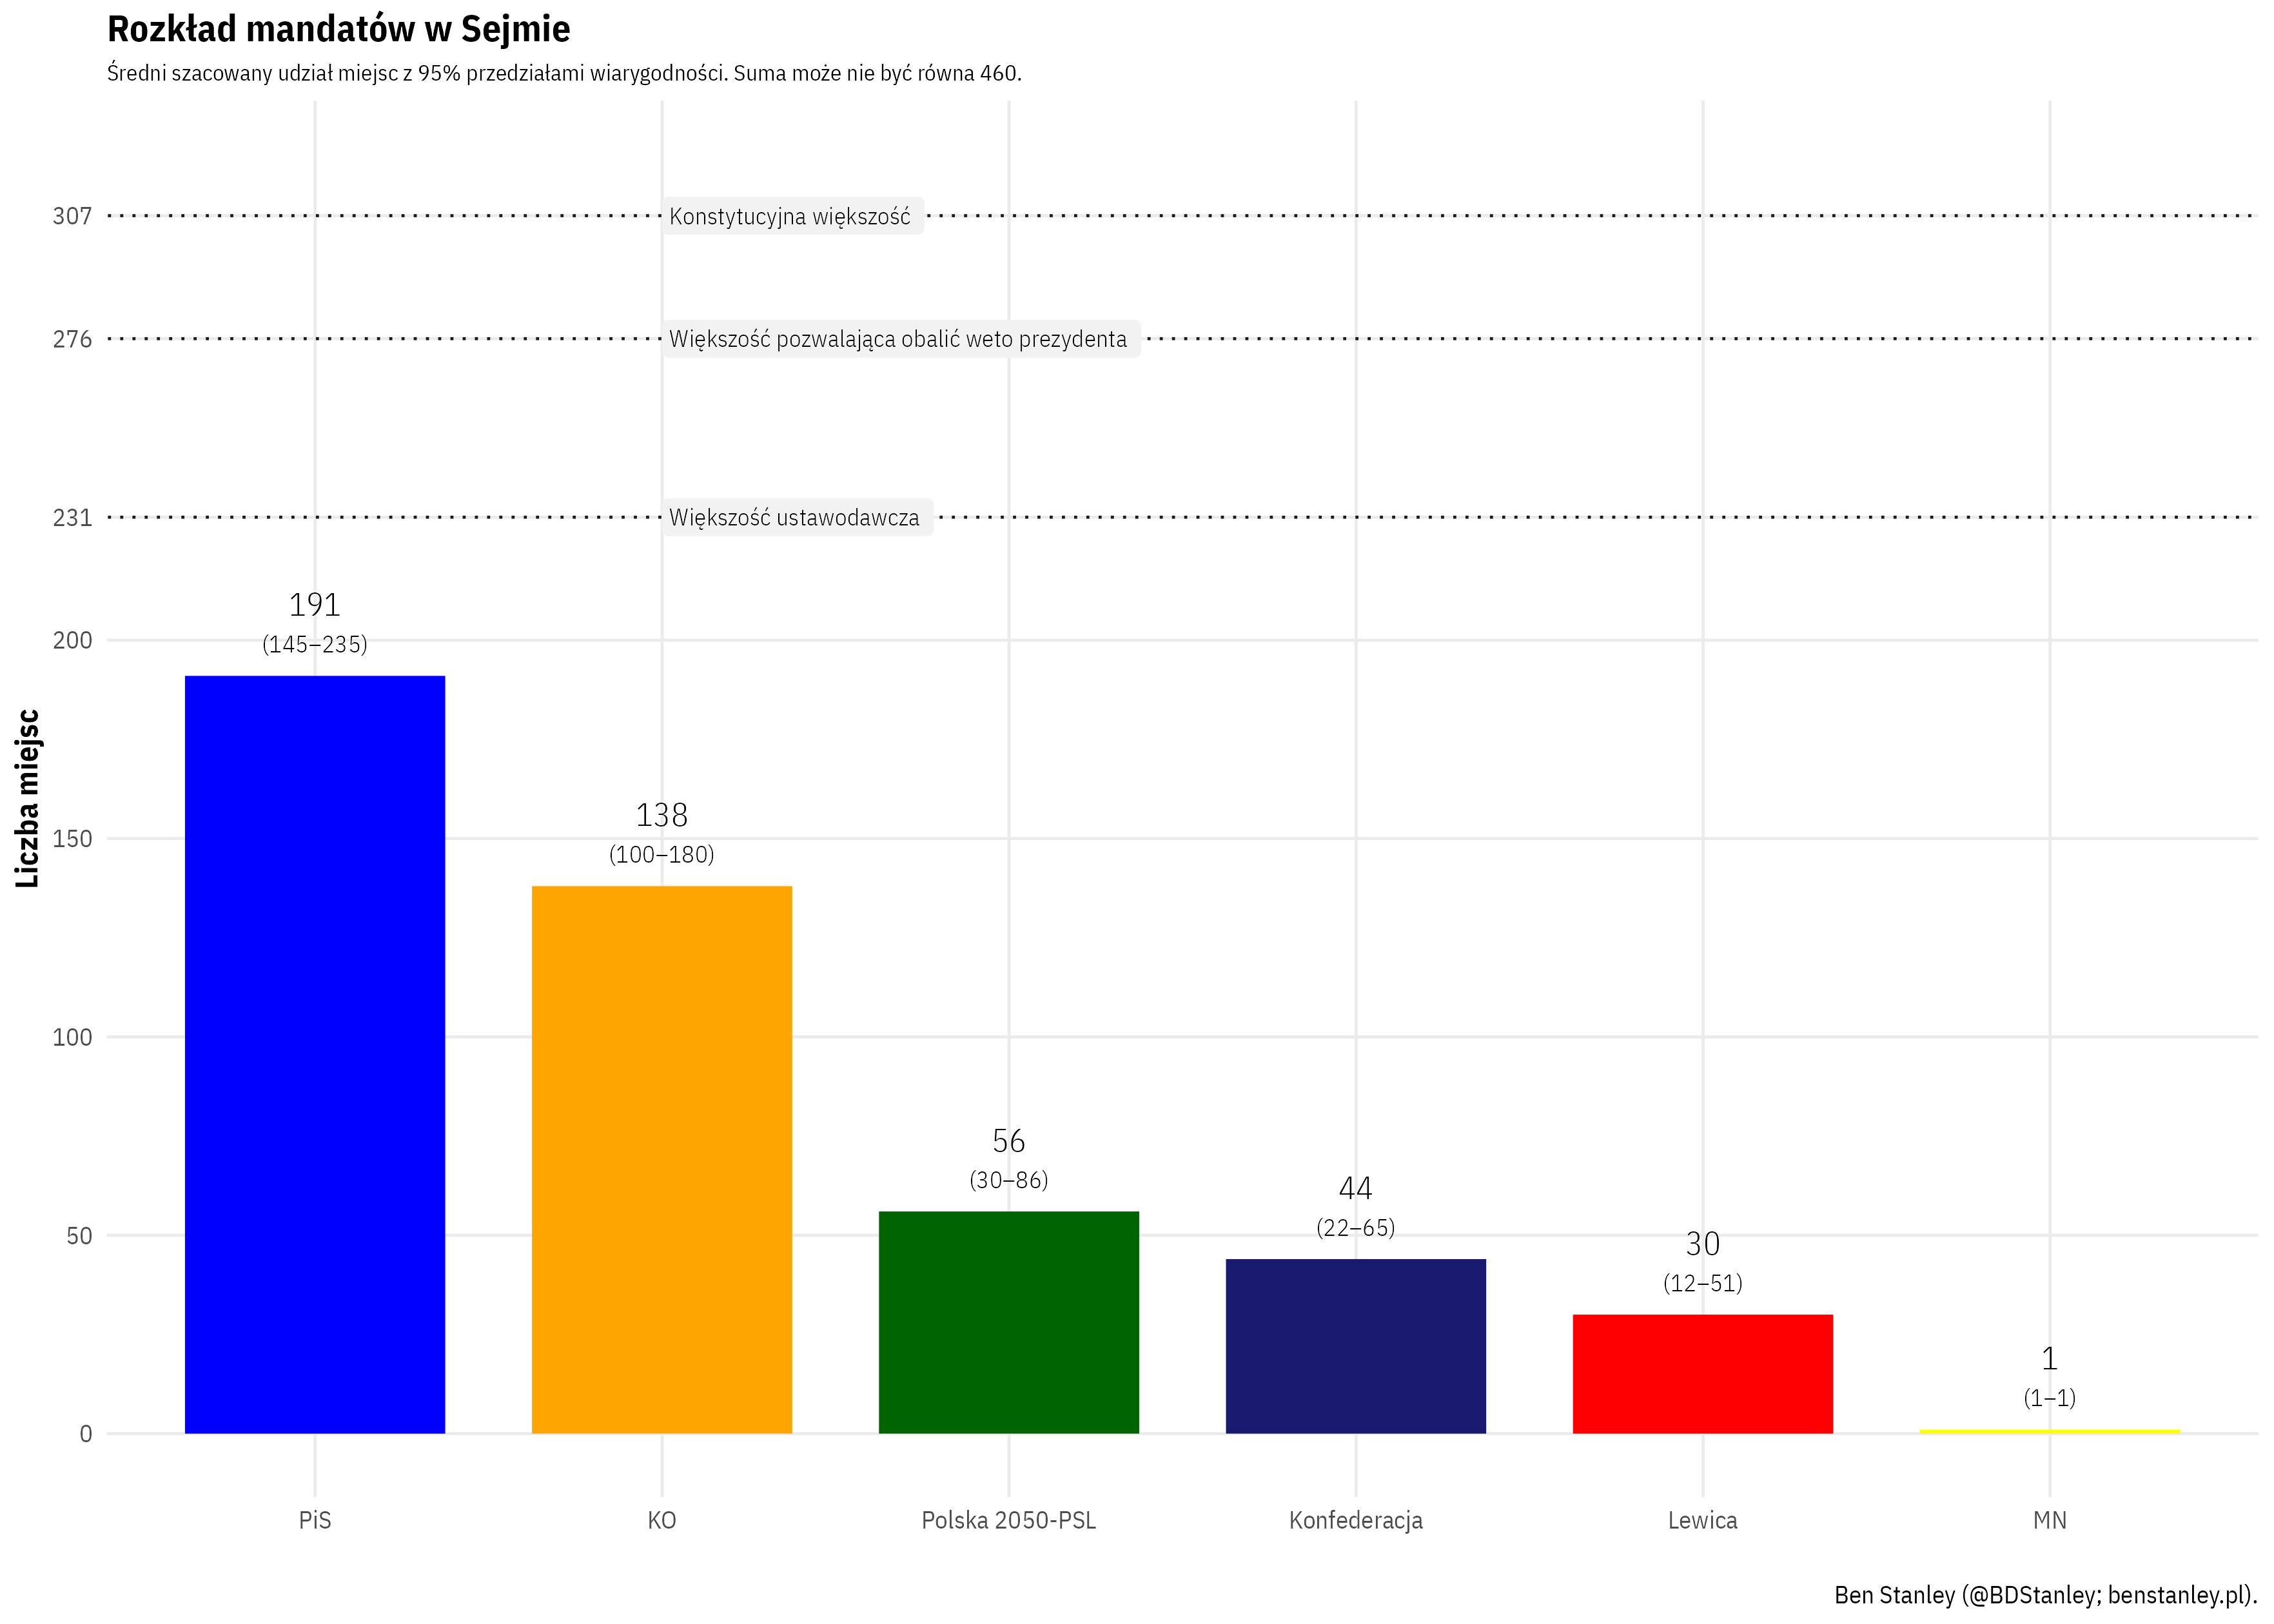 Rozkład mandatów w Sejmie
Średni szacowany udział miejsc z 95% przedziałami wiarygodności. Suma może nie być równa 460.
307
Konstytucyjna większość
276
Większość pozwalająca obalić weto prezydenta
231
Większość ustawodawcza
191
(145–235)
200
138
(100–180)
150
Liczba miejsc
100
56
(30–86)
44
(22–65)
50
30
(12–51)
1
(1–1)
0
PiS
KO
Polska 2050-PSL
Konfederacja
Lewica
MN
Ben Stanley (@BDStanley; benstanley.pl).